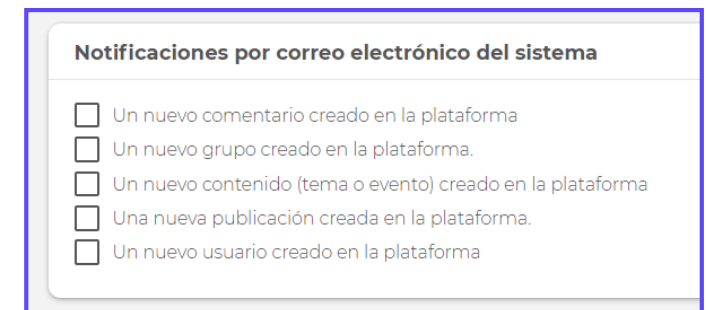 Notificaciones por correo electrónico del sistema
Un nuevo comentario creado en la plataforma
Un nuevo grupo creado en la plataforma.
Un nuevo contenido (tema o evento) creado en la plataforma
Una nueva publicación creada en la plataforma.
Un nuevo usuario creado en la plataforma